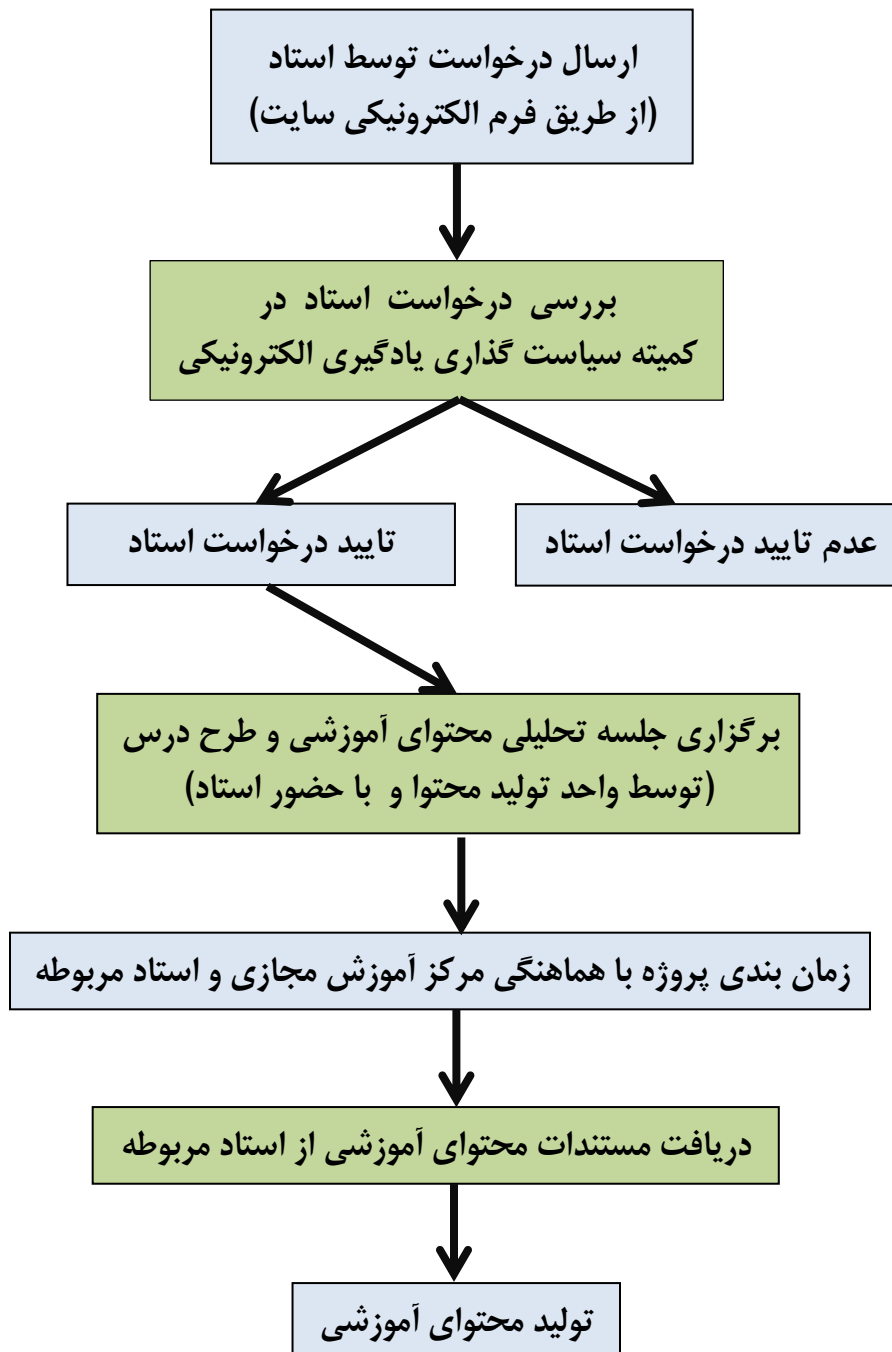 ارسال درخواست توسط استاد
(از طریق فرم الکترونیکی سایت)
بررسی درخواست استاد در
کمیته سیاست گذاری یادگیری الکترونیکی
عدم تایید درخواست استاد
تایید درخواست استاد
برگزاری جلسه تحلیلی محتوای آموزشی و طرح درس
(توسط واحد تولید محتوا و با حضور استاد)
زمان بندی پروژه با هماهنگی مرکز آموزش مجازی و استاد مربوطه
دریافت مستندات محتوای آموزشی از استاد مربوطه
تولید محتوای آموزشی